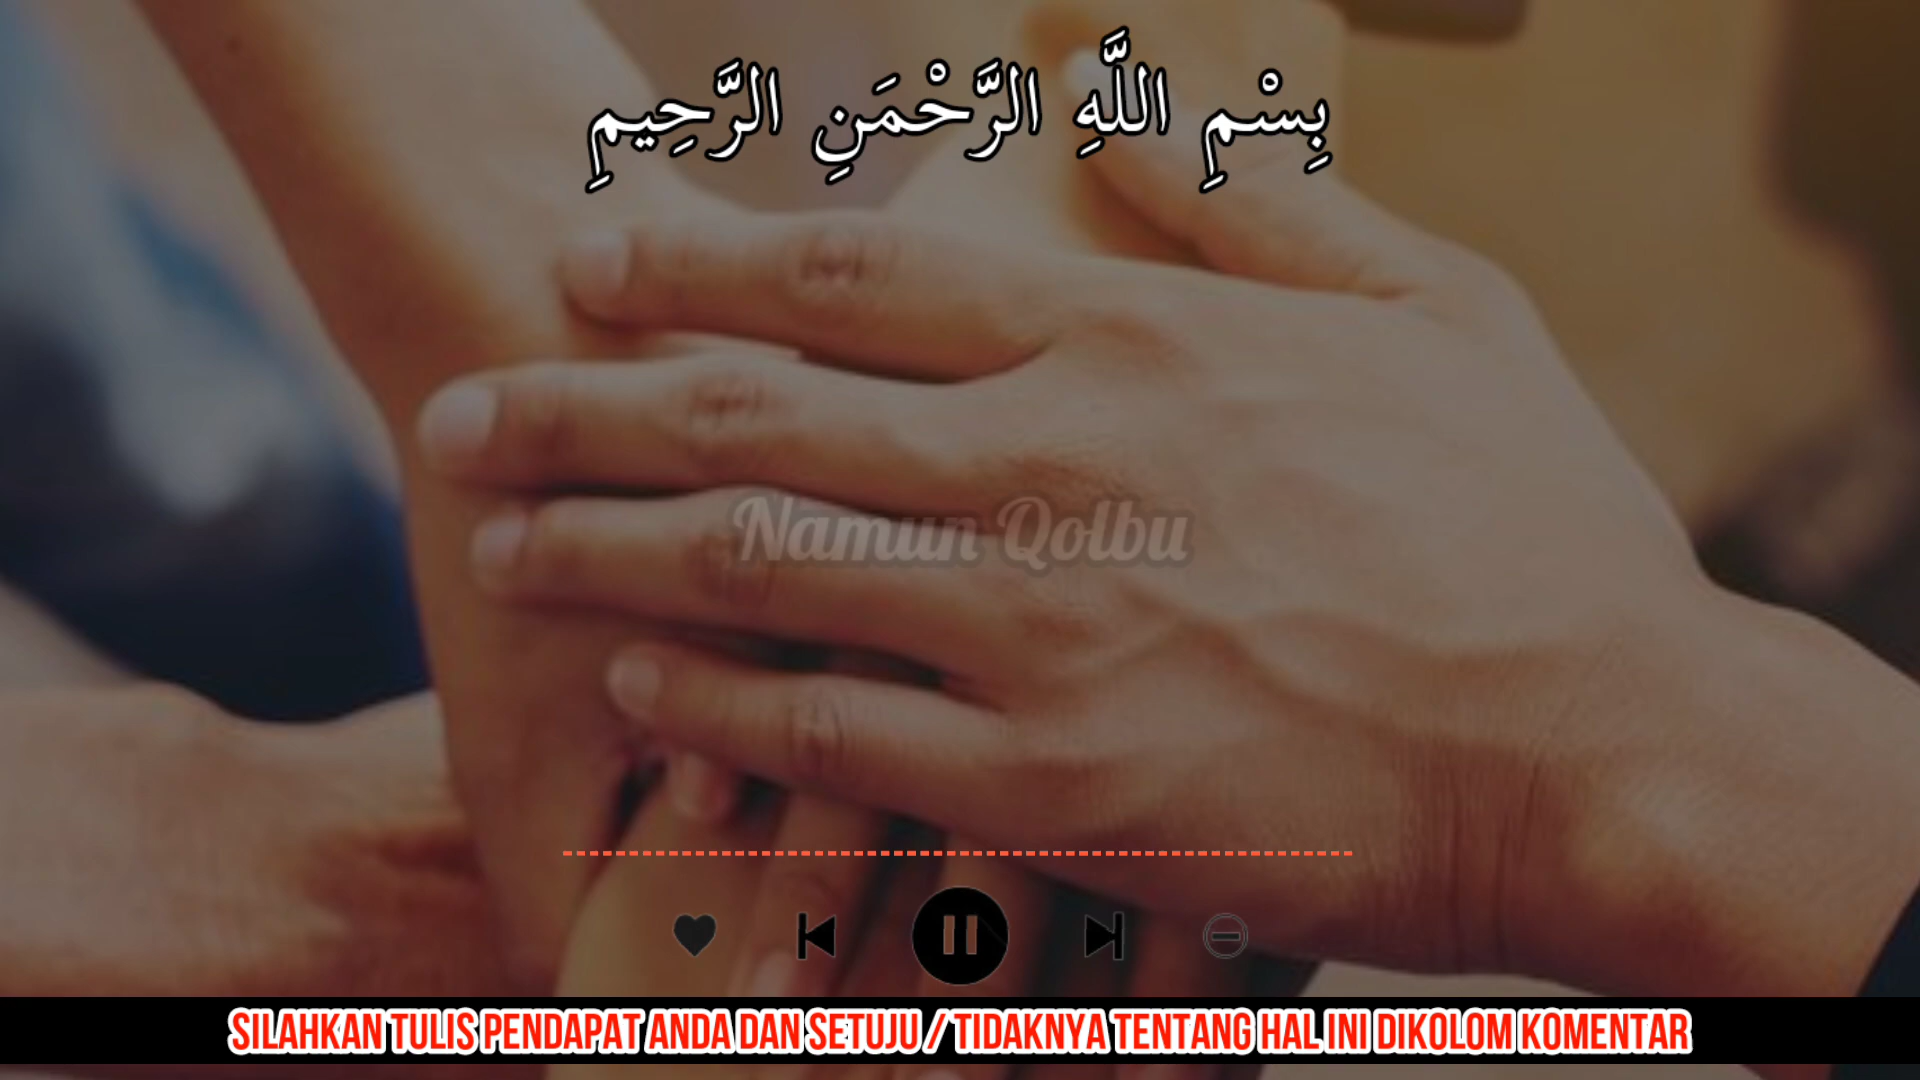 بِسْمِ اللَّهِ الرَّحْمَنِ الرَّحِيمِ
Namun Qolbu
SILAHKAN TULIS PENDAPAT ANDA DAN SETUJU / TIDAKNYA TENTANG HAL INI DIKOLOM KOMENTAR